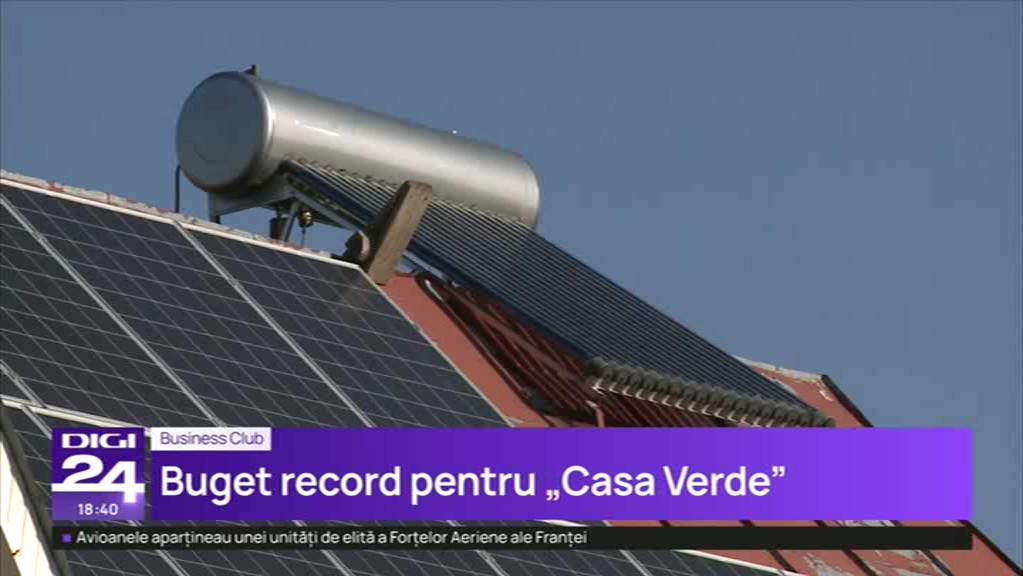 DIGI
24
18:40
Business Club
Buget record pentru „Casa Verde”
Avioanele aparțineau unei unități de elită a Forțelor Aeriene ale Franței